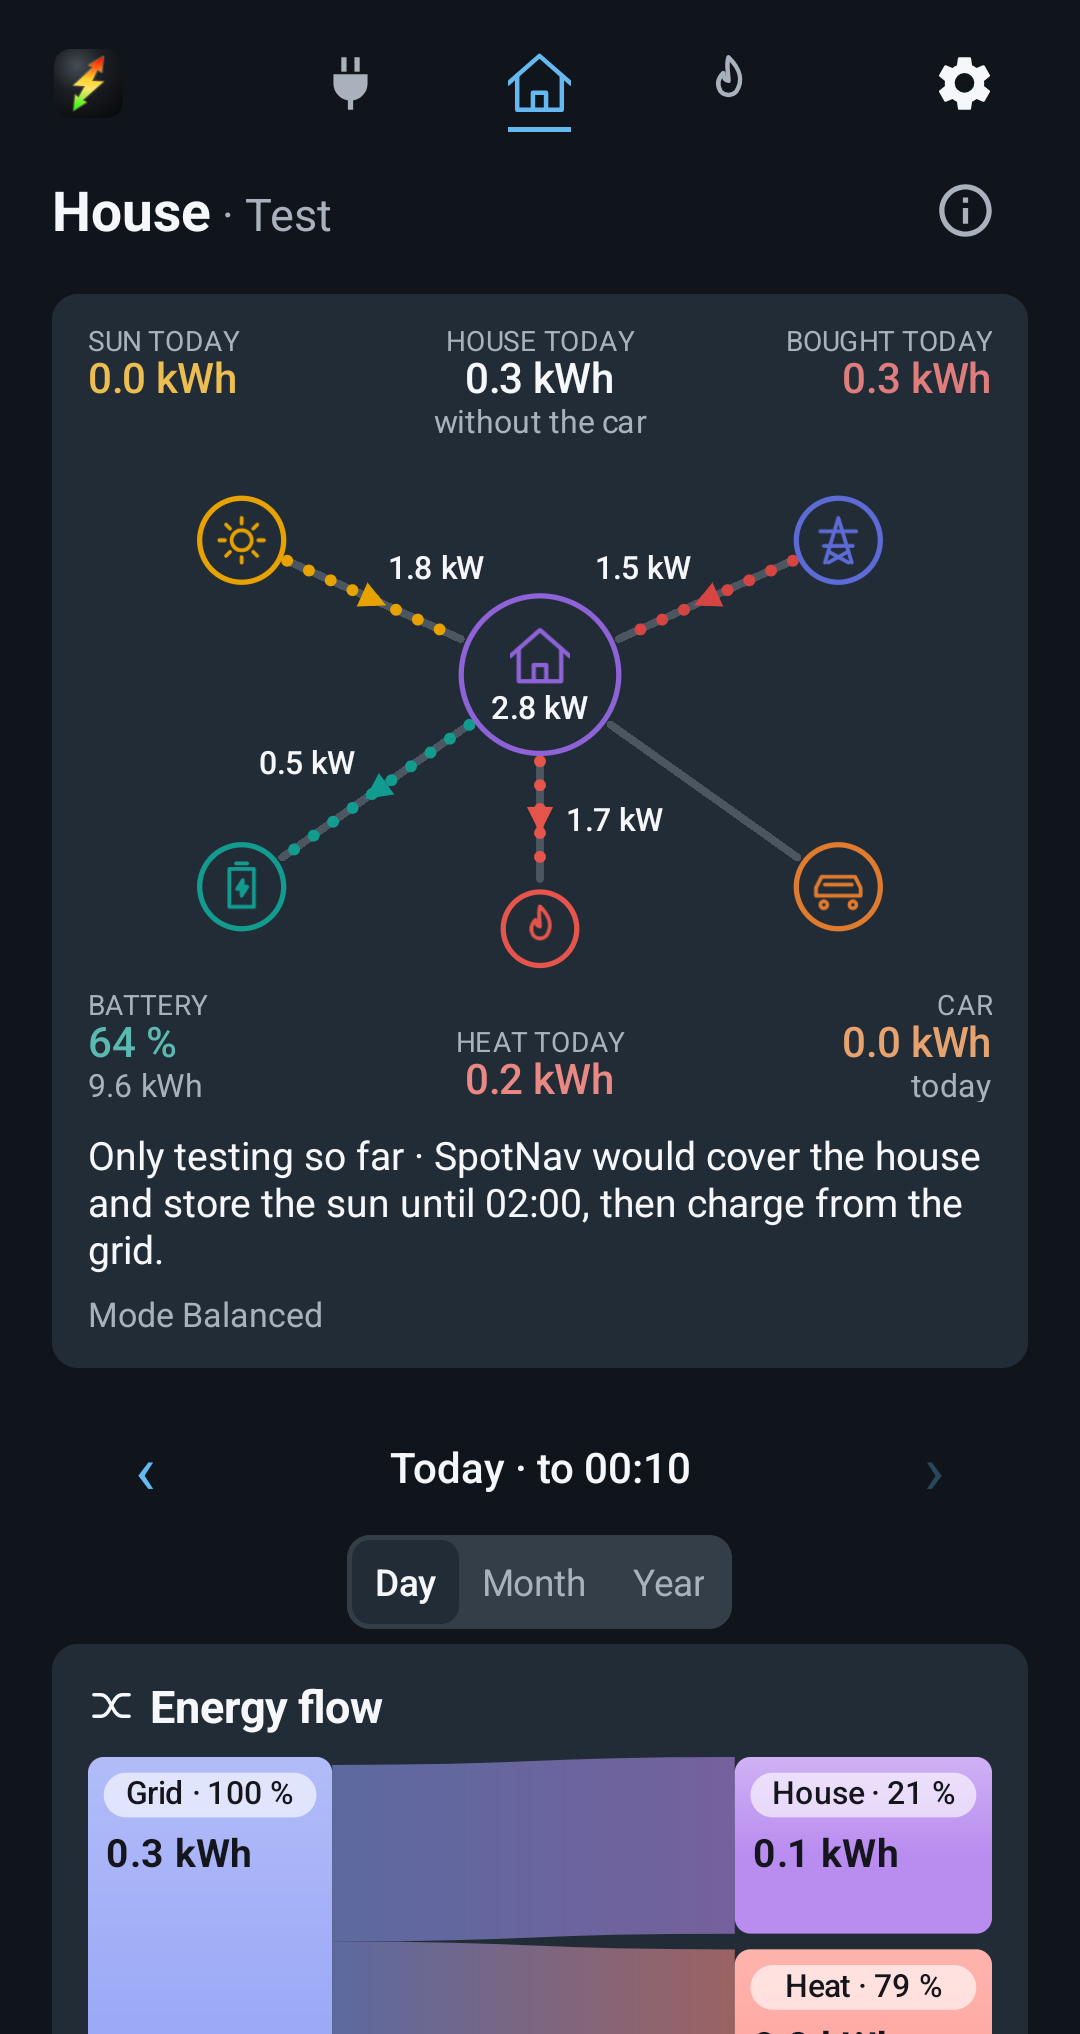 House · Test
SUN TODAY
0.0 kWh
HOUSE TODAY
0.3 kWh
without the car
BOUGHT TODAY
0.3 kWh
1.8 kW
1.5 kW
2.8 kW
0.5 kW
1.7 kW
BATTERY
64 %
9.6 kWh
HEAT TODAY
0.2 kWh
CAR
0.0 kWh
today
Only testing so far · SpotNav would cover the house
and store the sun until 02:00, then charge from the
grid.
Mode Balanced
‹ Today · to 00:10 ›
Day Month Year
Energy flow
Grid · 100 %
0.3 kWh
House · 21 %
0.1 kWh
Heat · 79 %